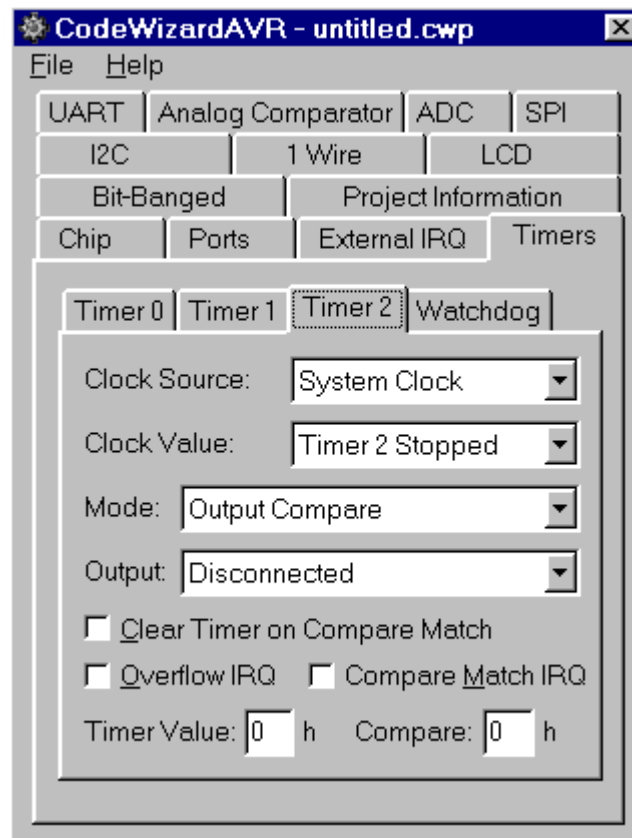 CodeWizardAVR - untitled.cwp
File Help
UART Analog Comparator ADC SPI
I2C 1 Wire LCD
Bit-Banged Project Information
Chip Ports External IRQ Timers
Timer 0 Timer 1 Timer 2 Watchdog
Clock Source: System Clock
Clock Value: Timer 2 Stopped
Mode: Output Compare
Output: Disconnected
Clear Timer on Compare Match
Overflow IRQ Compare Match IRQ
Timer Value: 0 h Compare: 0 h